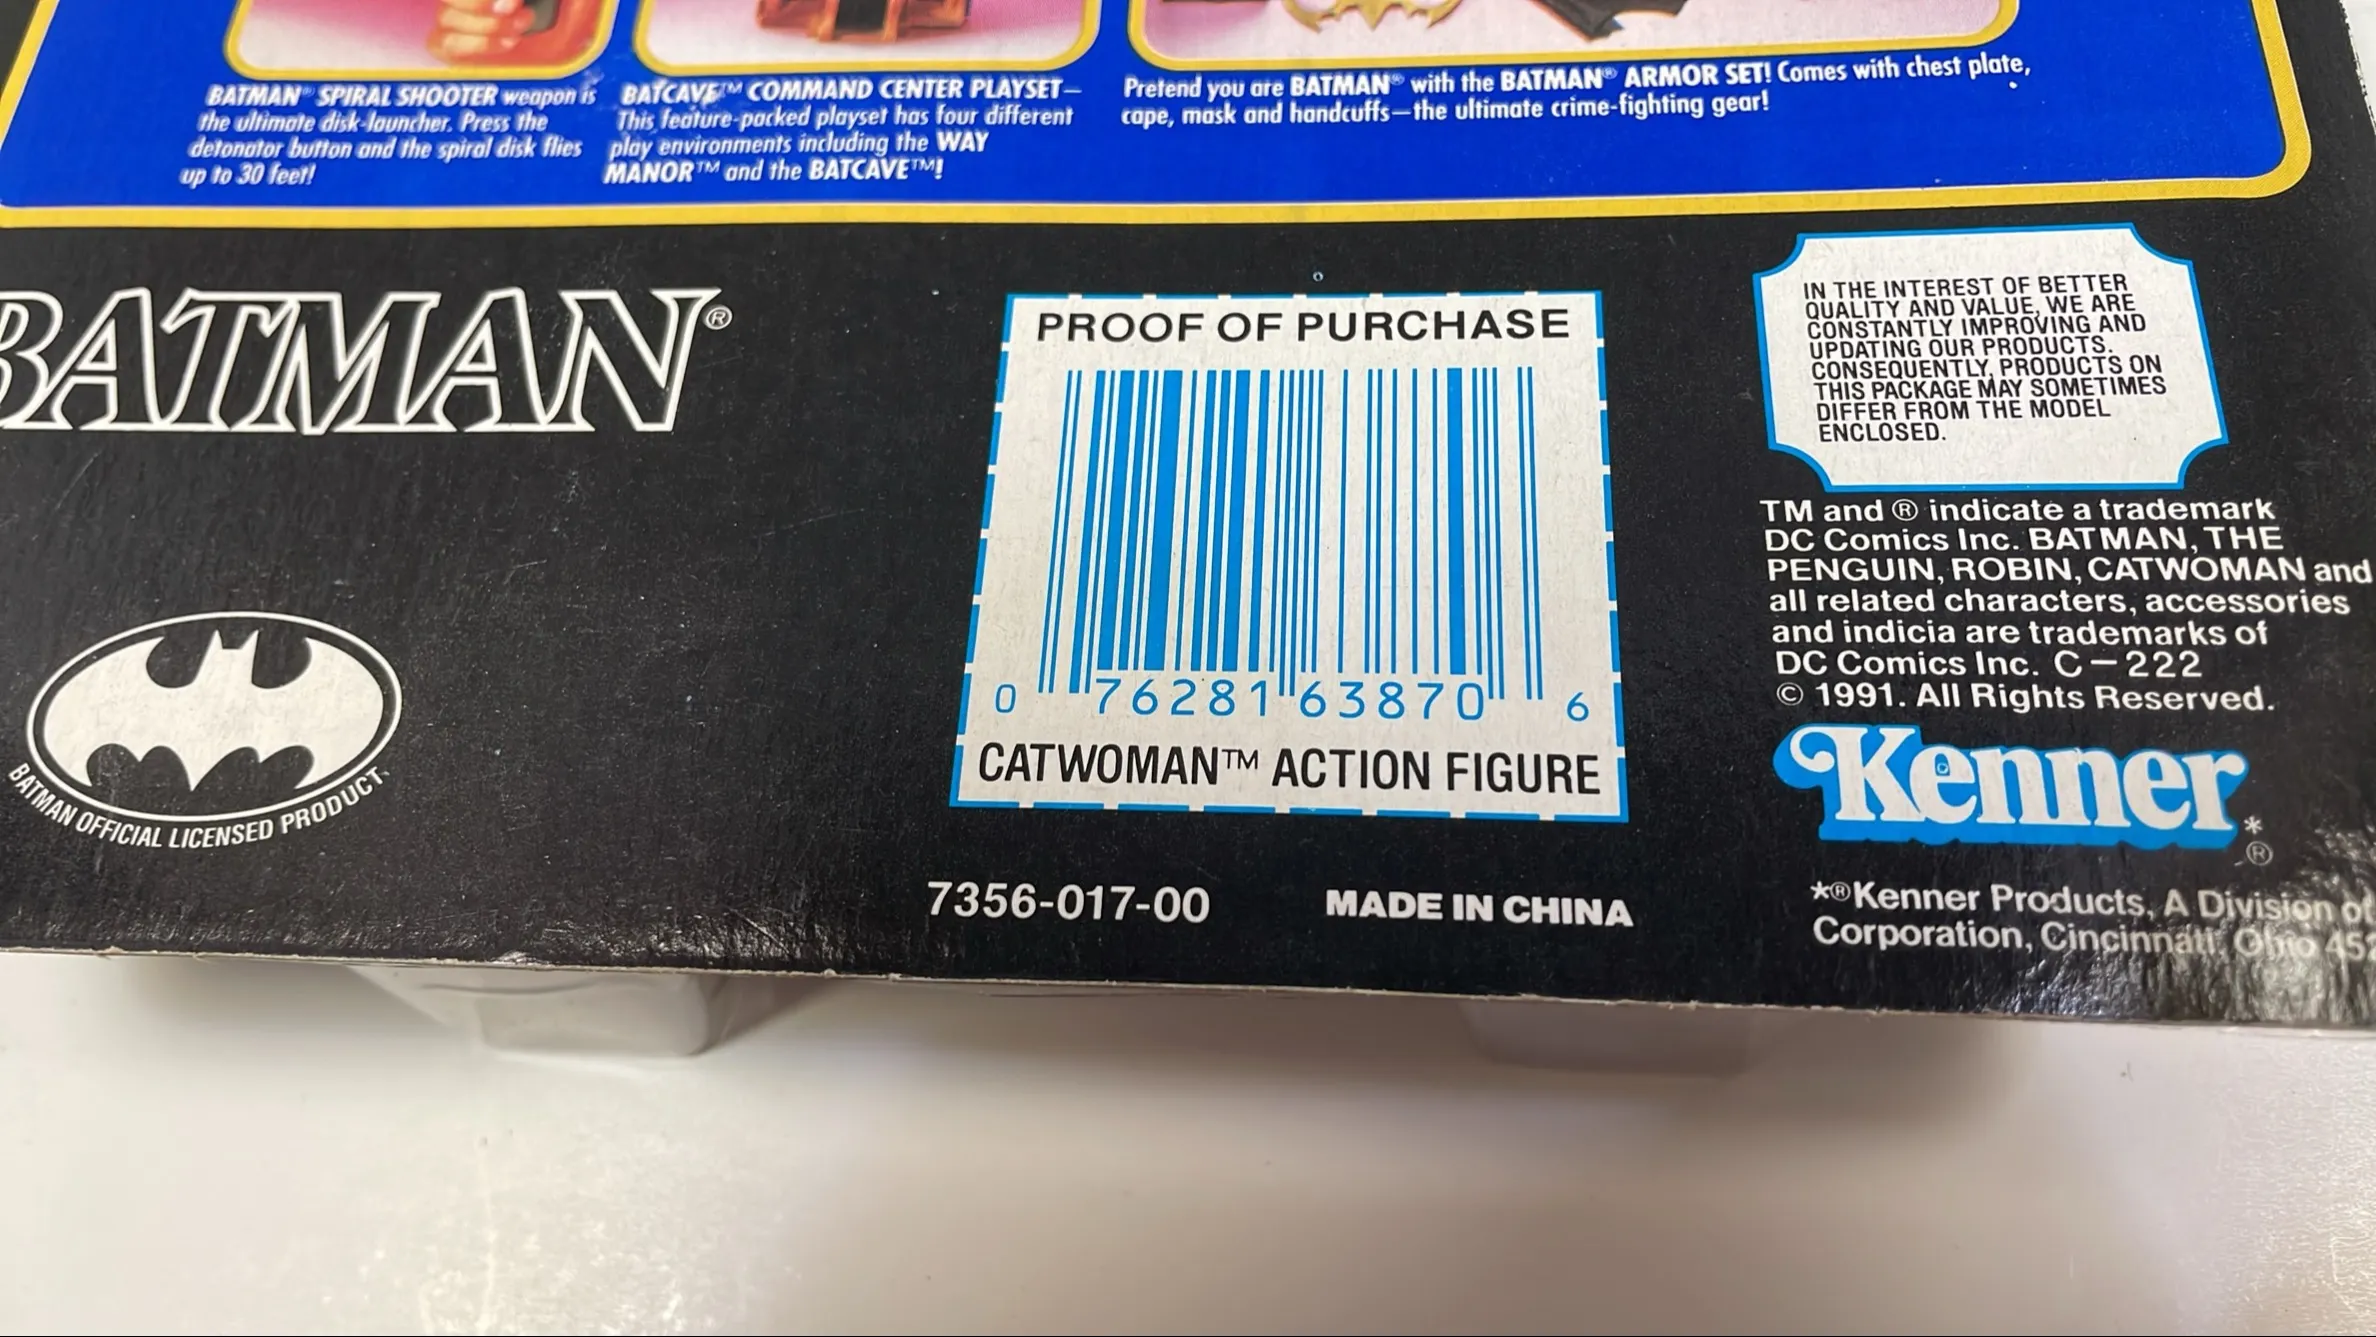 BATMAN® SPIRAL SHOOTER weapon is
the ultimate disk-launcher. Press the
detonator button and the spiral disk flies
up to 30 feet!
BATCAVE™ COMMAND CENTER PLAYSET—
This feature-packed playset has four different
play environments including the WAY
MANOR™ and the BATCAVE™!
Pretend you are BATMAN® with the BATMAN® ARMOR SET! Comes with chest plate,
cape, mask and handcuffs—the ultimate crime-fighting gear!
BATMAN®
BATMAN OFFICIAL LICENSED PRODUCT.
PROOF OF PURCHASE
0 76281 63870 6
CATWOMAN™ ACTION FIGURE
7356-017-00
MADE IN CHINA
IN THE INTEREST OF BETTER
QUALITY AND VALUE, WE ARE
CONSTANTLY IMPROVING AND
UPDATING OUR PRODUCTS.
CONSEQUENTLY, PRODUCTS ON
THIS PACKAGE MAY SOMETIMES
DIFFER FROM THE MODEL
ENCLOSED.
TM and ® indicate a trademark
DC Comics Inc. BATMAN, THE
PENGUIN, ROBIN, CATWOMAN and
all related characters, accessories
and indicia are trademarks of
DC Comics Inc. C-222
© 1991. All Rights Reserved.
Kenner*®
*®Kenner Products, A Division of
Corporation, Cincinnati, Ohio